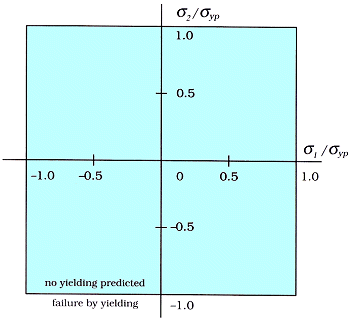 σ₂/σyp
1.0
0.5
σ₁/σyp
–1.0 –0.5 0 0.5 1.0
–0.5
no yielding predicted
failure by yielding
–1.0